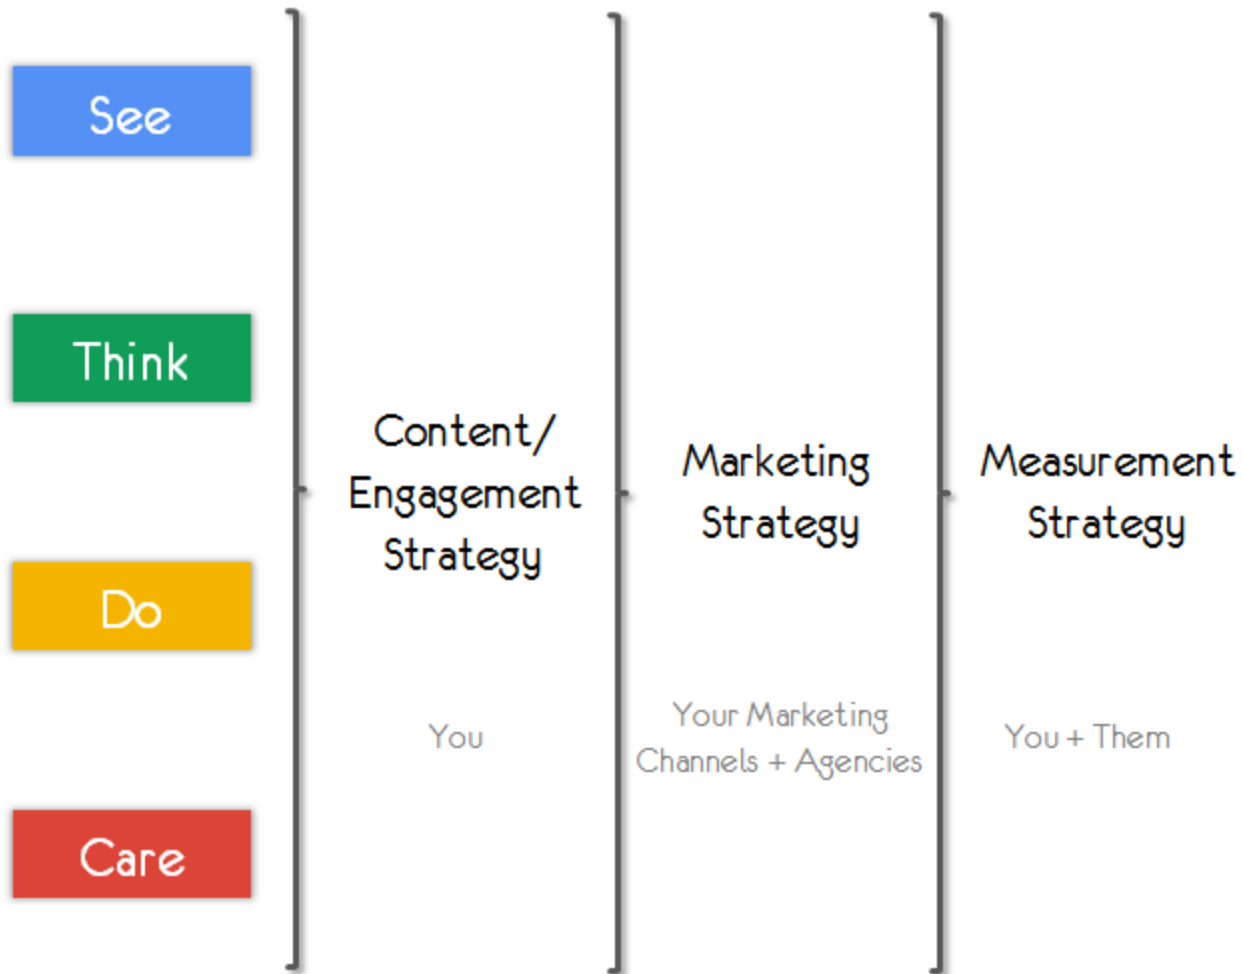 See
Think
Do
Care
Content/
Engagement
Strategy
You
Marketing
Strategy
Your Marketing
Channels + Agencies
Measurement
Strategy
You + Them